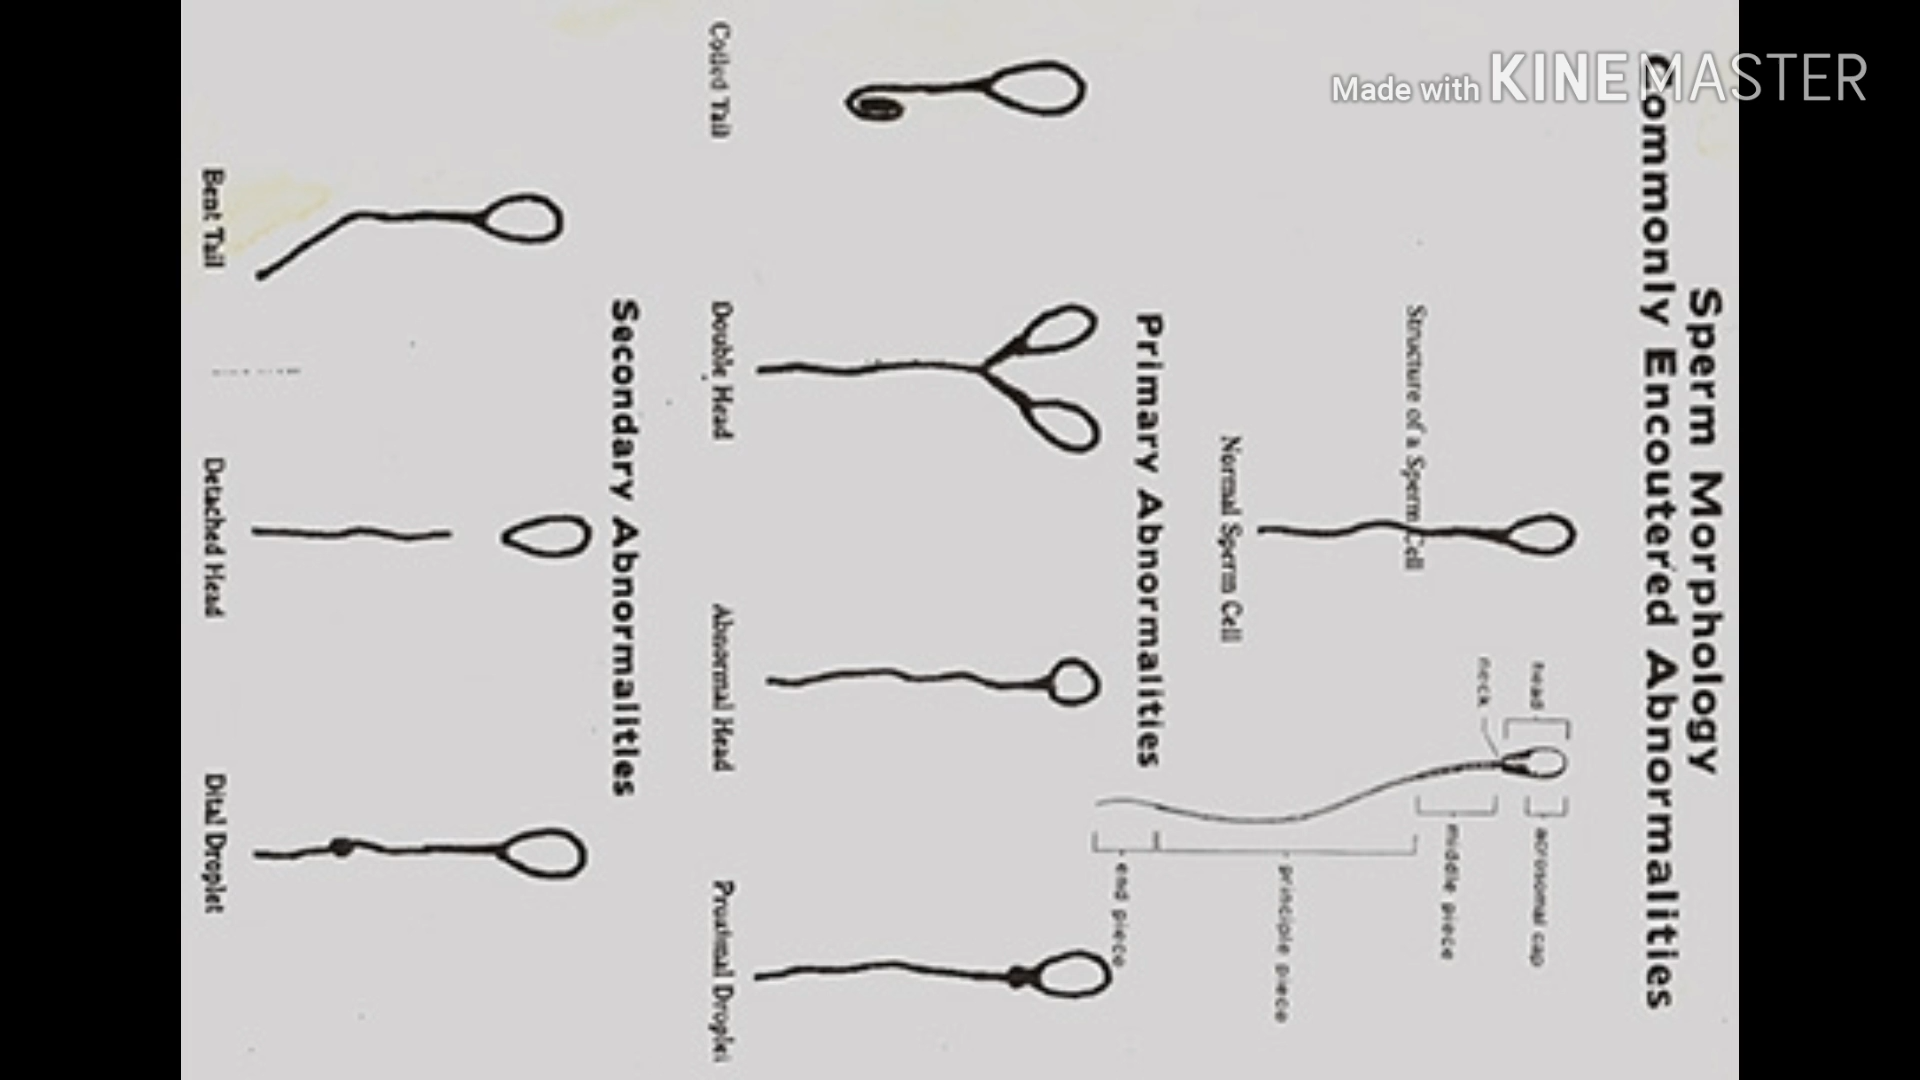 Made with KINEMASTER
Sperm Morphology
Commonly Encoutered Abnormalities
Structure of a Sperm Cell
Normal Sperm Cell
head
neck
acrosomal cap
middle piece
principle piece
end piece
Primary Abnormalities
Coiled Tail
Double Head
Abnormal Head
Proximal Droplet
Secondary Abnormalities
Bent Tail
Detached Head
Dital Droplet